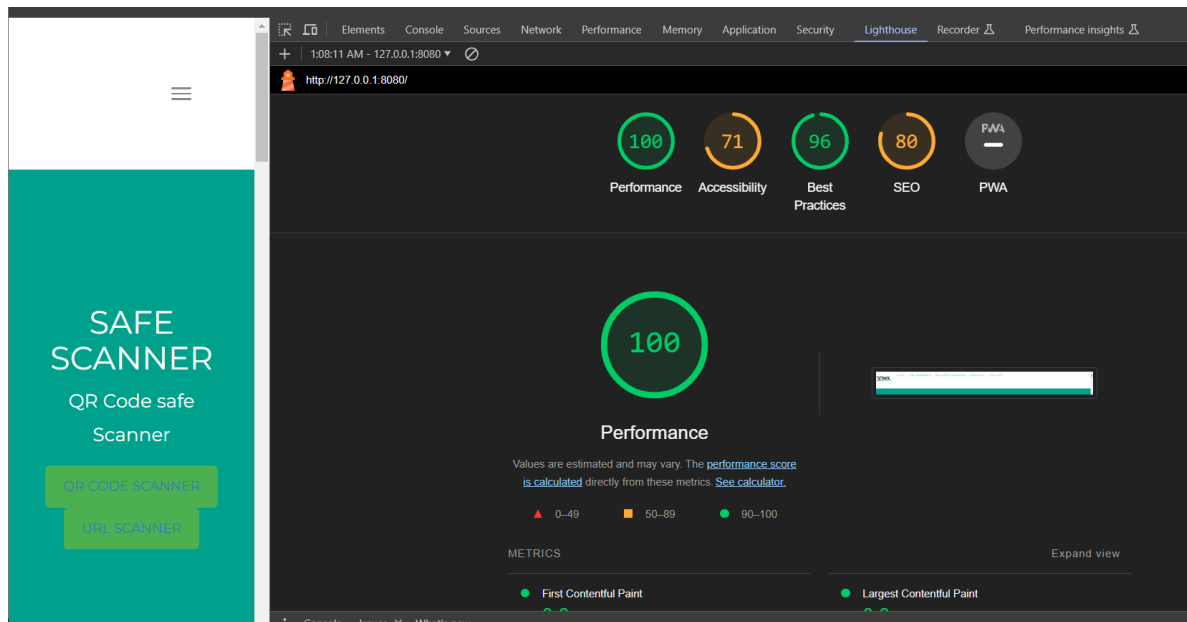 Elements Console Sources Network Performance Memory Application Security Lighthouse Recorder Performance insights
1:08:11 AM - 127.0.0.1:8080
http://127.0.0.1:8080/
100 71 96 80 PWA
Performance Accessibility Best Practices SEO PWA
SAFE
SCANNER
QR Code safe
Scanner
QR CODE SCANNER
URL SCANNER
100
Performance
Values are estimated and may vary. The performance score
is calculated directly from these metrics. See calculator.
0–49 50–89 90–100
METRICS Expand view
First Contentful Paint Largest Contentful Paint